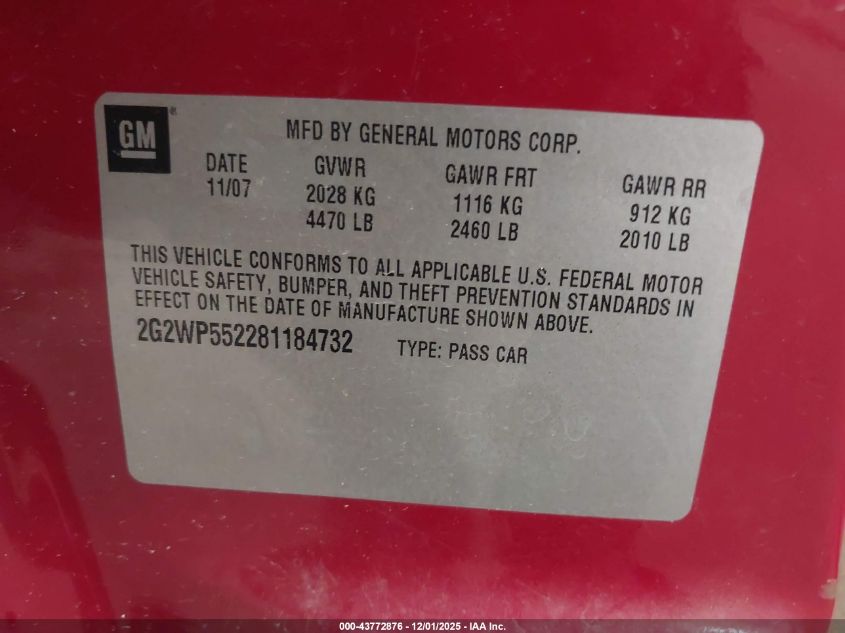 GM®
MFD BY GENERAL MOTORS CORP.
DATE GVWR GAWR FRT GAWR RR
11/07 2028 KG 1116 KG 912 KG
4470 LB 2460 LB 2010 LB
THIS VEHICLE CONFORMS TO ALL APPLICABLE U.S. FEDERAL MOTOR
VEHICLE SAFETY, BUMPER, AND THEFT PREVENTION STANDARDS IN
EFFECT ON THE DATE OF MANUFACTURE SHOWN ABOVE.
2G2WP552281184732 TYPE: PASS CAR
000-43772876 - 12/01/2025 - IAA Inc.